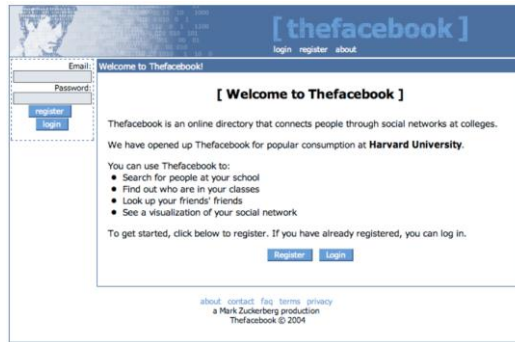 [ thefacebook ]
login register about
Email:
Password:
register
login
Welcome to Thefacebook!
[ Welcome to Thefacebook ]
Thefacebook is an online directory that connects people through social networks at colleges.
We have opened up Thefacebook for popular consumption at Harvard University.
You can use Thefacebook to:
• Search for people at your school
• Find out who are in your classes
• Look up your friends' friends
• See a visualization of your social network
To get started, click below to register. If you have already registered, you can log in.
Register Login
about contact faq terms privacy
a Mark Zuckerberg production
Thefacebook © 2004